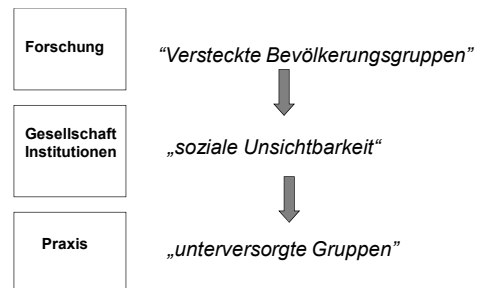 Forschung
“Versteckte Bevölkerungsgruppen”
Gesellschaft
Institutionen
„soziale Unsichtbarkeit“
Praxis
„unterversorgte Gruppen”